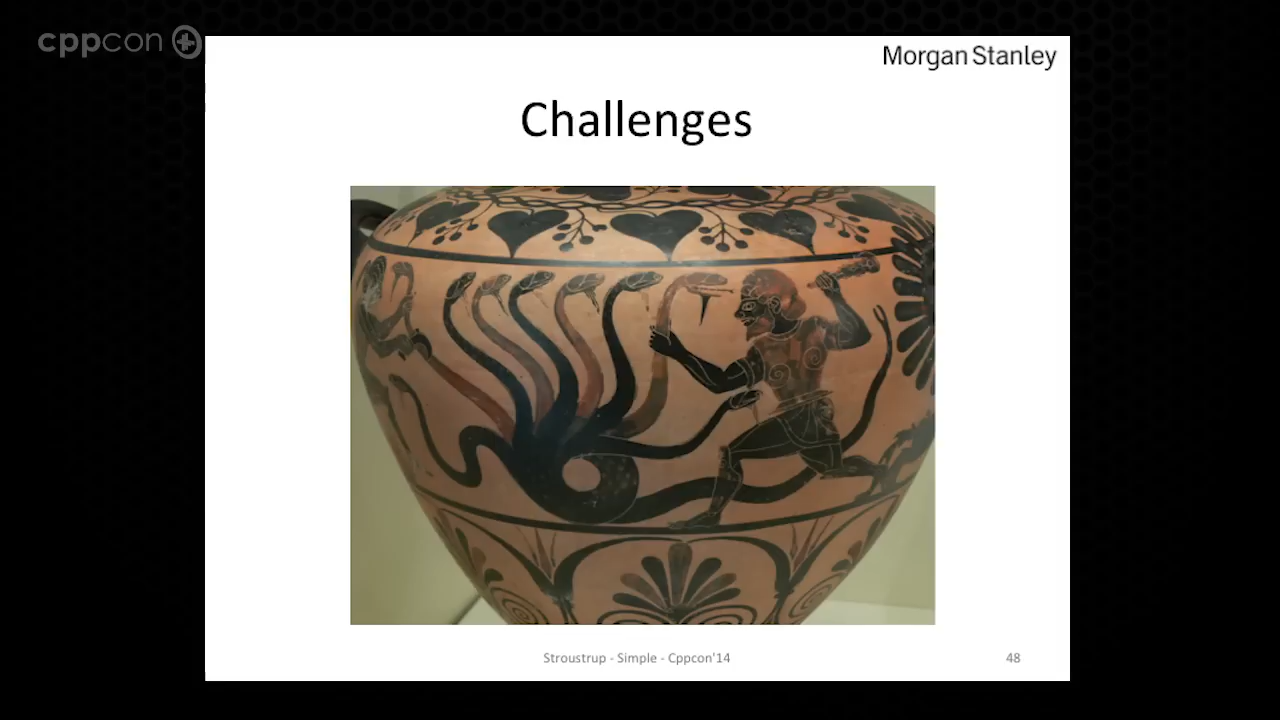 cppcon
Morgan Stanley
Challenges
Stroustrup - Simple - Cppcon'14
48